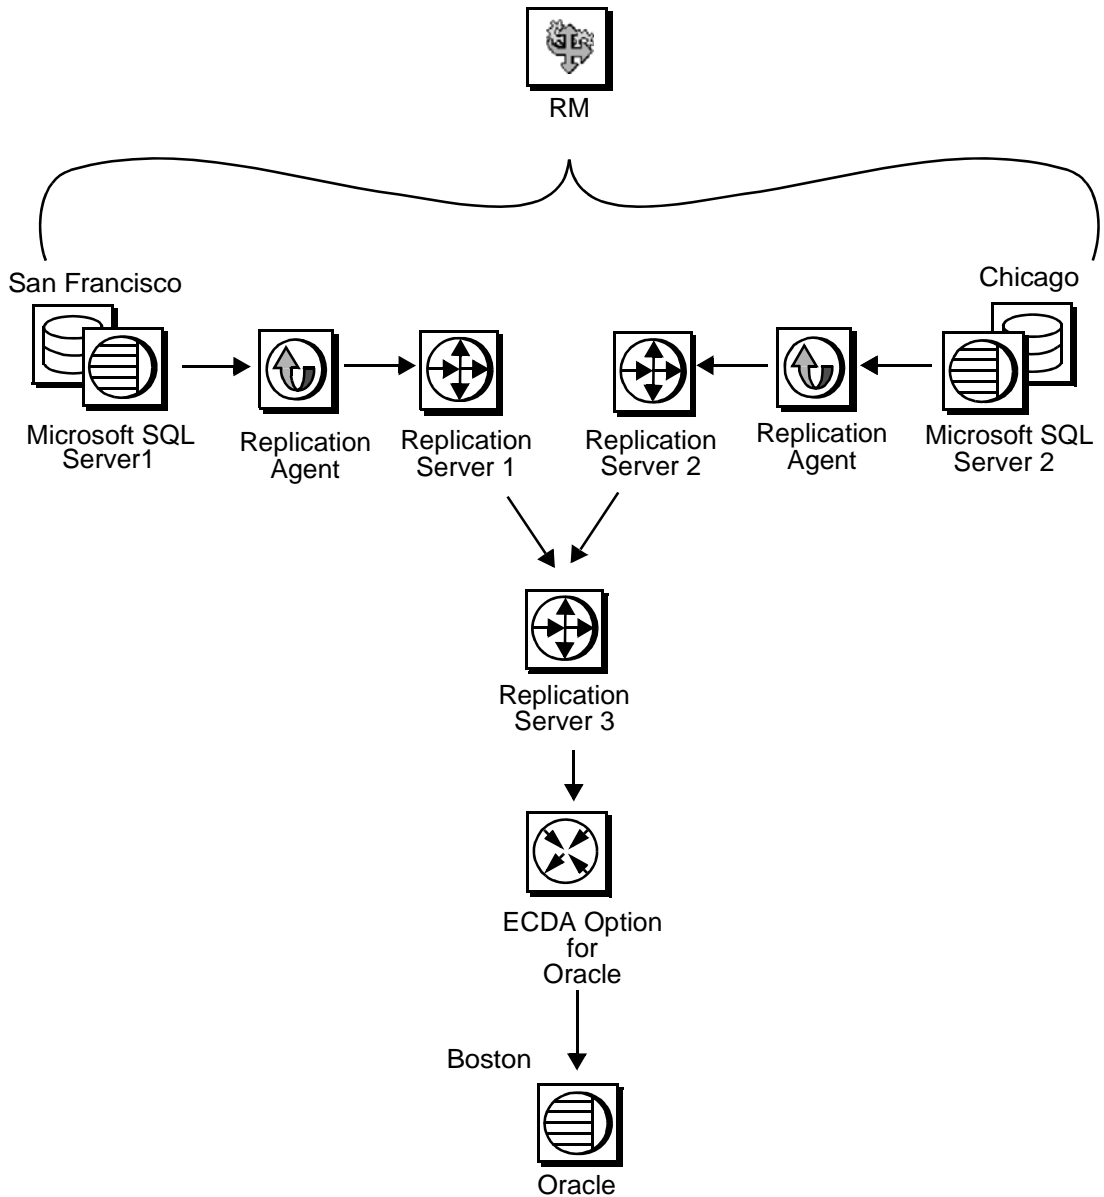 RM
San Francisco
Chicago
Microsoft SQL
Server1
Replication
Agent
Replication
Server 1
Replication
Server 2
Replication
Agent
Microsoft SQL
Server 2
Replication
Server 3
ECDA Option
for
Oracle
Boston
Oracle